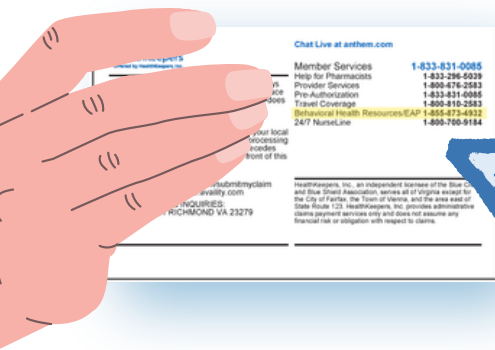 Chat Live at anthem.com
Member Services 1-833-831-0085
Help for Pharmacists 1-833-296-5039
Provider Services 1-800-676-2583
Pre-Authorization 1-833-831-0085
Travel Coverage 1-800-810-2583
Behavioral Health Resources/EAP 1-855-873-4932
24/7 NurseLine 1-800-700-9184
by HealthKeepers, Inc.
does
your local
processing
front of this
/submitmyclaim
availity.com
INQUIRIES:
RICHMOND VA 23279
HealthKeepers, Inc., an independent licensee of the Blue
and Blue Shield Association, serves all of Virginia except for
the City of Fairfax, the Town of Vienna, and the area east of
State Route 123. HealthKeepers, Inc. provides administrative
claims payment services only and does not assume any
financial risk or obligation with respect to claims.